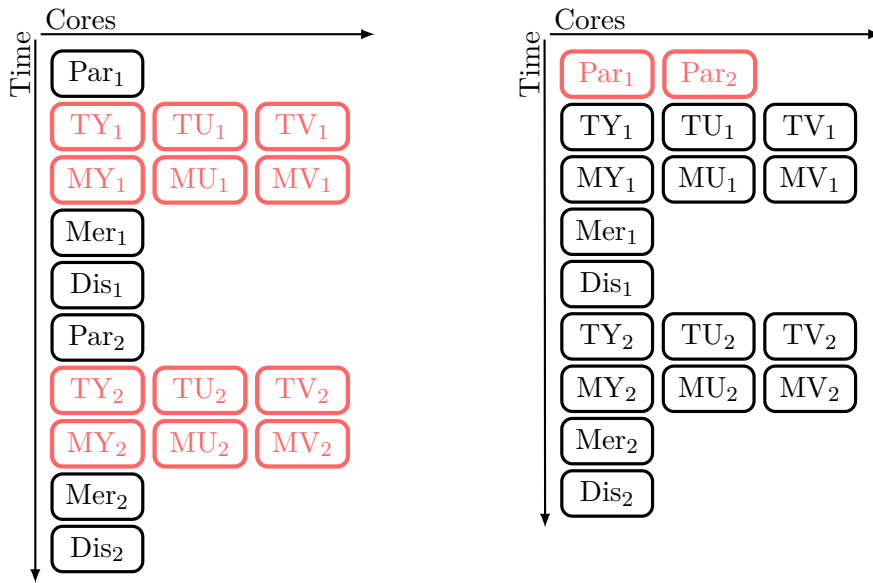 Cores
Time
Par₁
TY₁ TU₁ TV₁
MY₁ MU₁ MV₁
Mer₁
Dis₁
Par₂
TY₂ TU₂ TV₂
MY₂ MU₂ MV₂
Mer₂
Dis₂
Cores
Time
Par₁ Par₂
TY₁ TU₁ TV₁
MY₁ MU₁ MV₁
Mer₁
Dis₁
TY₂ TU₂ TV₂
MY₂ MU₂ MV₂
Mer₂
Dis₂